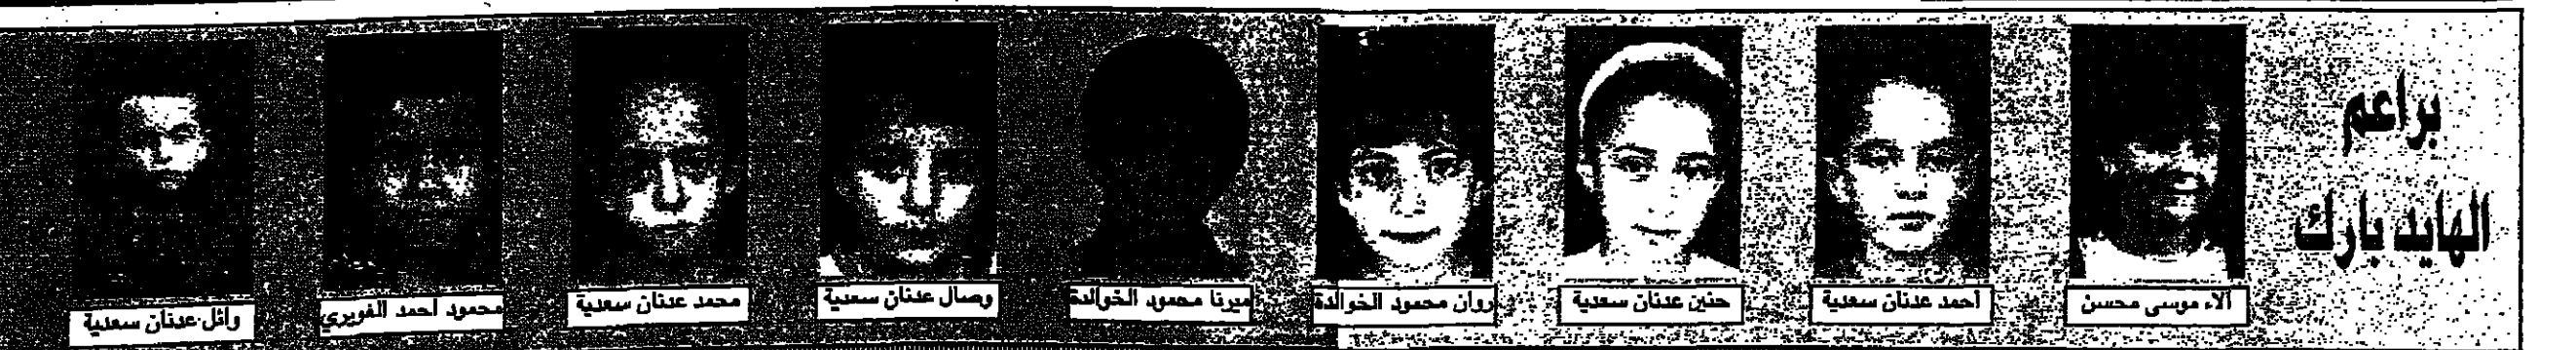 براعم
الهايد بارك
آلاء موسى محسن
احمد عدنان سعدية
حنين عدنان سعدية
روان محمود الخوالدة
ميرنا محمود الخوالدة
وصال عدنان سعدية
محمد عدنان سعدية
محمود احمد الغويري
وائل عدنان سعدية